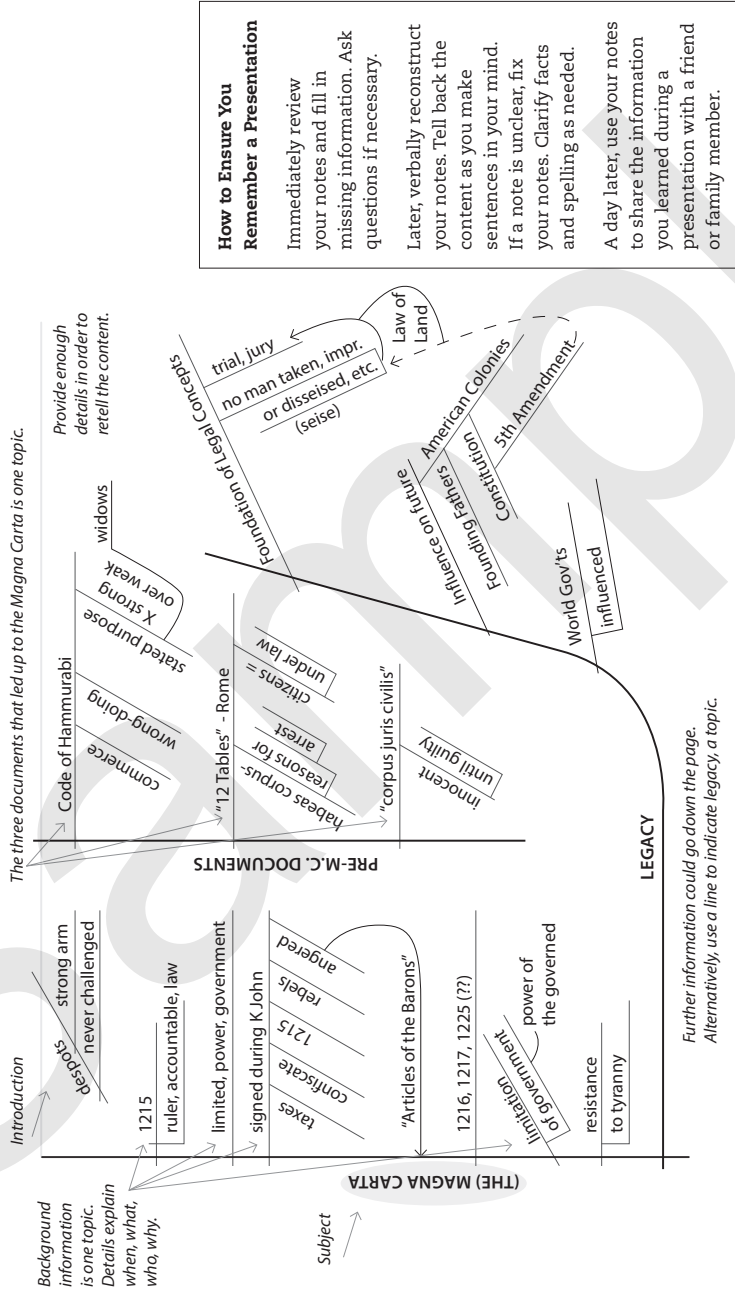 Introduction
Background
information
is one topic.
Details explain
when, what,
who, why.
Subject
(THE) MAGNA CARTA
despots
strong arm
never challenged
1215
ruler, accountable, law
limited, power, government
signed during K John
taxes
confiscate
1215
rebels
angered
"Articles of the Barons"
1216, 1217, 1225 (??)
limitation
of government
power of
the governed
resistance
to tyranny
The three documents that led up to the Magna Carta is one topic.
PRE-M.C. DOCUMENTS
Code of Hammurabi
commerce
wrong-doing
stated purpose
X strong
over weak
widows
"12 Tables" - Rome
habeas corpus-
reasons for
arrest
citizens =
under law
"corpus juris civilis"
innocent
until guilty
Provide enough
details in order to
retell the content.
LEGACY
Foundation of Legal Concepts
trial, jury
no man taken, impr.
or disseised, etc.
(seise)
Law of
Land
Influence on future
American Colonies
Founding Fathers
Constitution
5th Amendment
World Gov'ts
influenced
Further information could go down the page.
Alternatively, use a line to indicate legacy, a topic.
How to Ensure You
Remember a Presentation
Immediately review
your notes and fill in
missing information. Ask
questions if necessary.
Later, verbally reconstruct
your notes. Tell back the
content as you make
sentences in your mind.
If a note is unclear, fix
your notes. Clarify facts
and spelling as needed.
A day later, use your notes
to share the information
you learned during a
presentation with a friend
or family member.